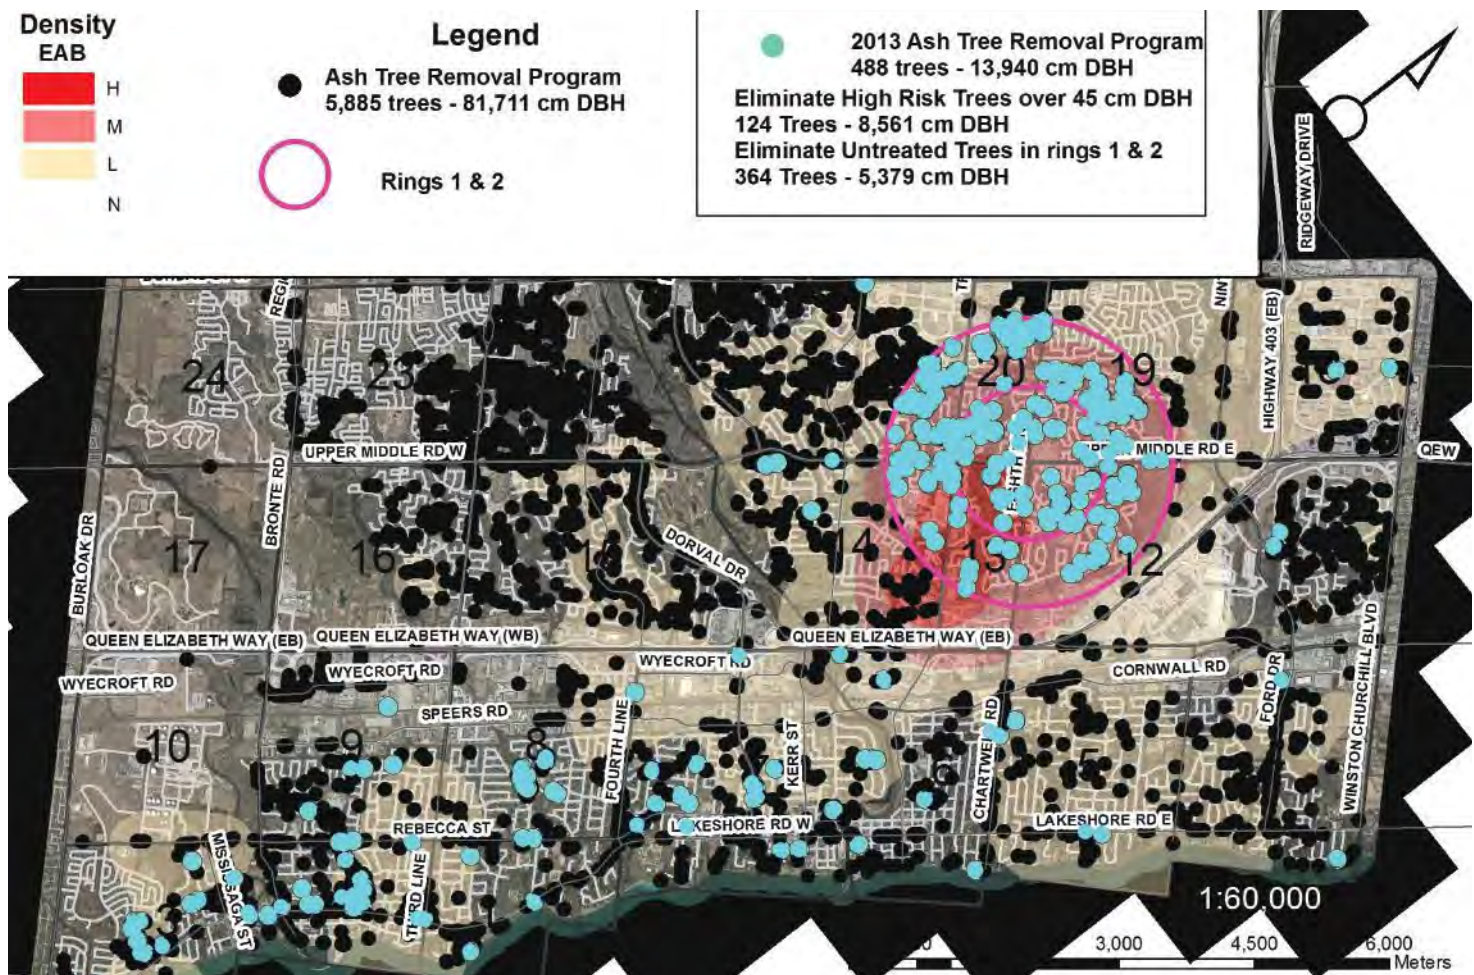 Density
EAB
H
M
L
N
Legend
Ash Tree Removal Program
5,885 trees - 81,711 cm DBH
Rings 1 & 2
2013 Ash Tree Removal Program
488 trees - 13,940 cm DBH
Eliminate High Risk Trees over 45 cm DBH
124 Trees - 8,561 cm DBH
Eliminate Untreated Trees in rings 1 & 2
364 Trees - 5,379 cm DBH
RIDGEWAY DRIVE
HIGHWAY 403 (EB)
24
23
20
19
UPPER MIDDLE RD W
MIDDLE RD E
QEW
BRONTE RD
BURLOAK DR
17
16
14
13
12
DORVAL DR
QUEEN ELIZABETH WAY (EB)
QUEEN ELIZABETH WAY (WB)
QUEEN ELIZABETH WAY (EB)
WYECROFT RD
WYECROFT RD
WYECROFT RD
CORNWALL RD
FORD DR
WINSTON CHURCHILL BLVD
SPEERS RD
FOURTH LINE
KERR ST
CHARTWELL RD
10
9
8
7
6
5
REBECCA ST
LAKESHORE RD W
LAKESHORE RD E
MISSISSAGA ST
THIRD LINE
1:60,000
3,000
4,500
6,000
Meters